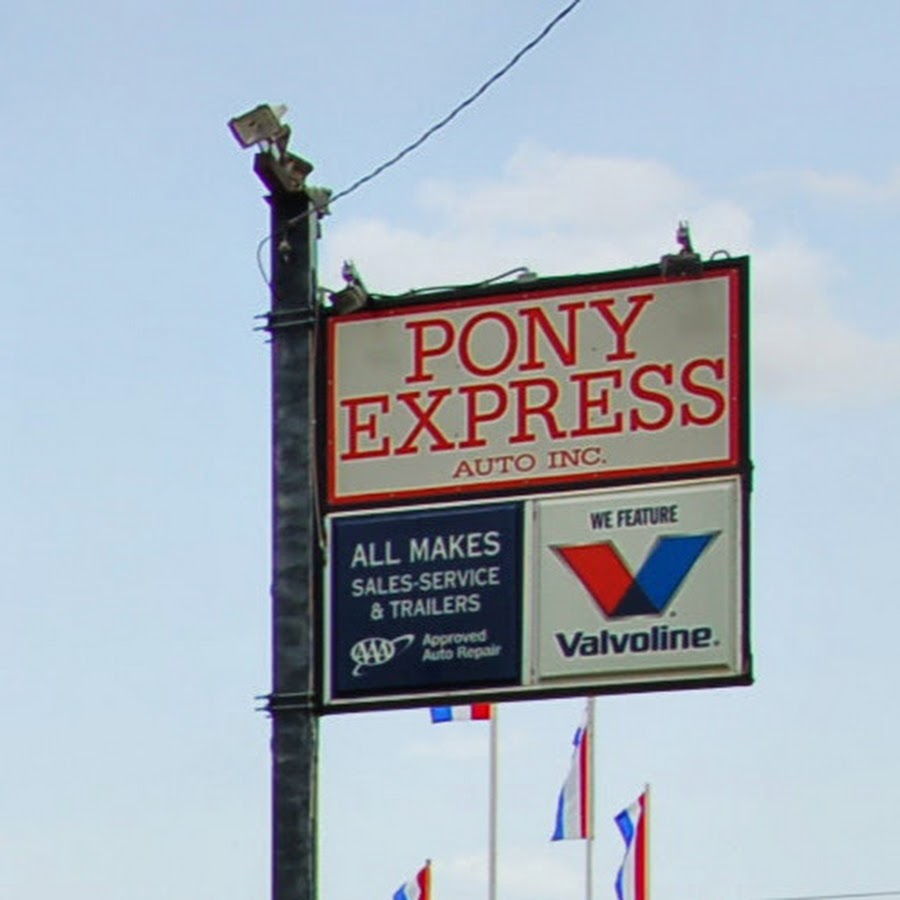 PONY
EXPRESS
AUTO INC.
ALL MAKES
SALES-SERVICE
& TRAILERS
AAA Approved
Auto Repair
WE FEATURE
Valvoline®